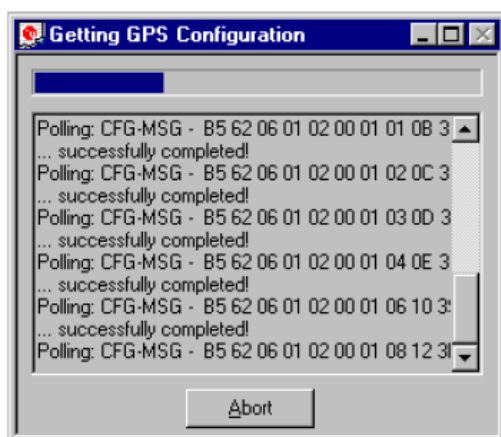 Getting GPS Configuration
Polling: CFG-MSG - B5 62 06 01 02 00 01 01 0B 3
... successfully completed!
Polling: CFG-MSG - B5 62 06 01 02 00 01 02 0C 3
... successfully completed!
Polling: CFG-MSG - B5 62 06 01 02 00 01 03 0D 3
... successfully completed!
Polling: CFG-MSG - B5 62 06 01 02 00 01 04 0E 3
... successfully completed!
Polling: CFG-MSG - B5 62 06 01 02 00 01 06 10 3
... successfully completed!
Polling: CFG-MSG - B5 62 06 01 02 00 01 08 12 3
Abort